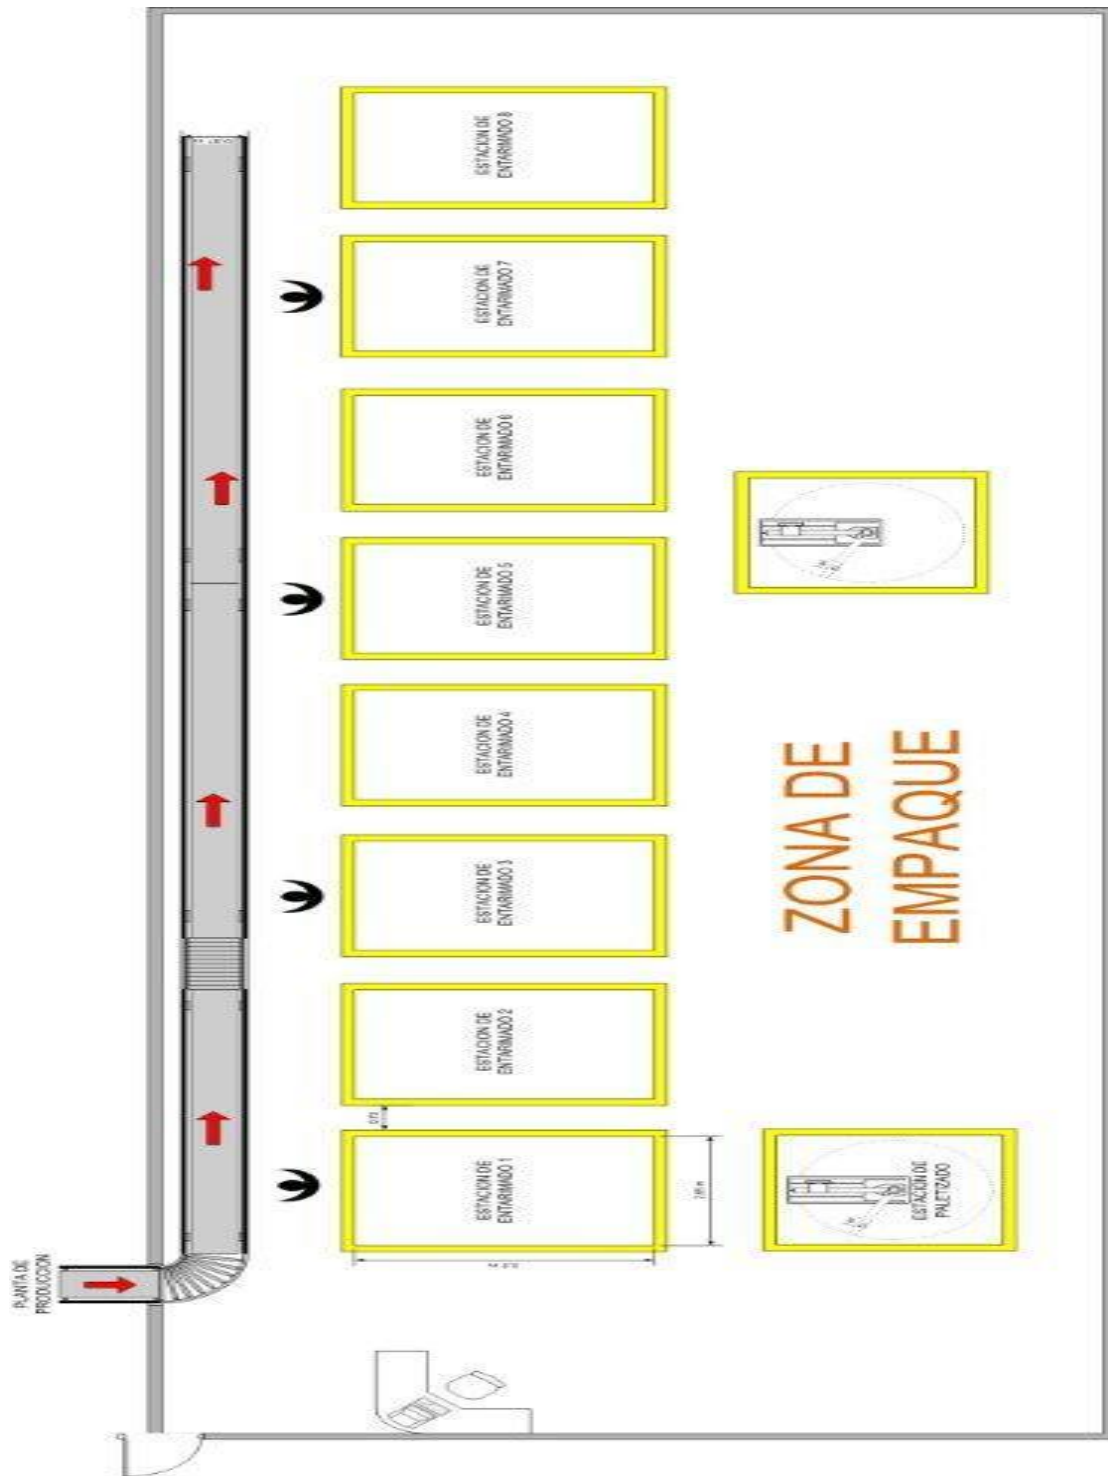 PLANTA DE
PRODUCCION
ESTACION DE
ENTARIMADO 1
ESTACION DE
ENTARIMADO 2
ESTACION DE
ENTARIMADO 3
ESTACION DE
ENTARIMADO 4
ESTACION DE
ENTARIMADO 5
ESTACION DE
ENTARIMADO 6
ESTACION DE
ENTARIMADO 7
ESTACION DE
ENTARIMADO 8
ESTACION DE
PALETIZADO
ZONA DE
EMPAQUE